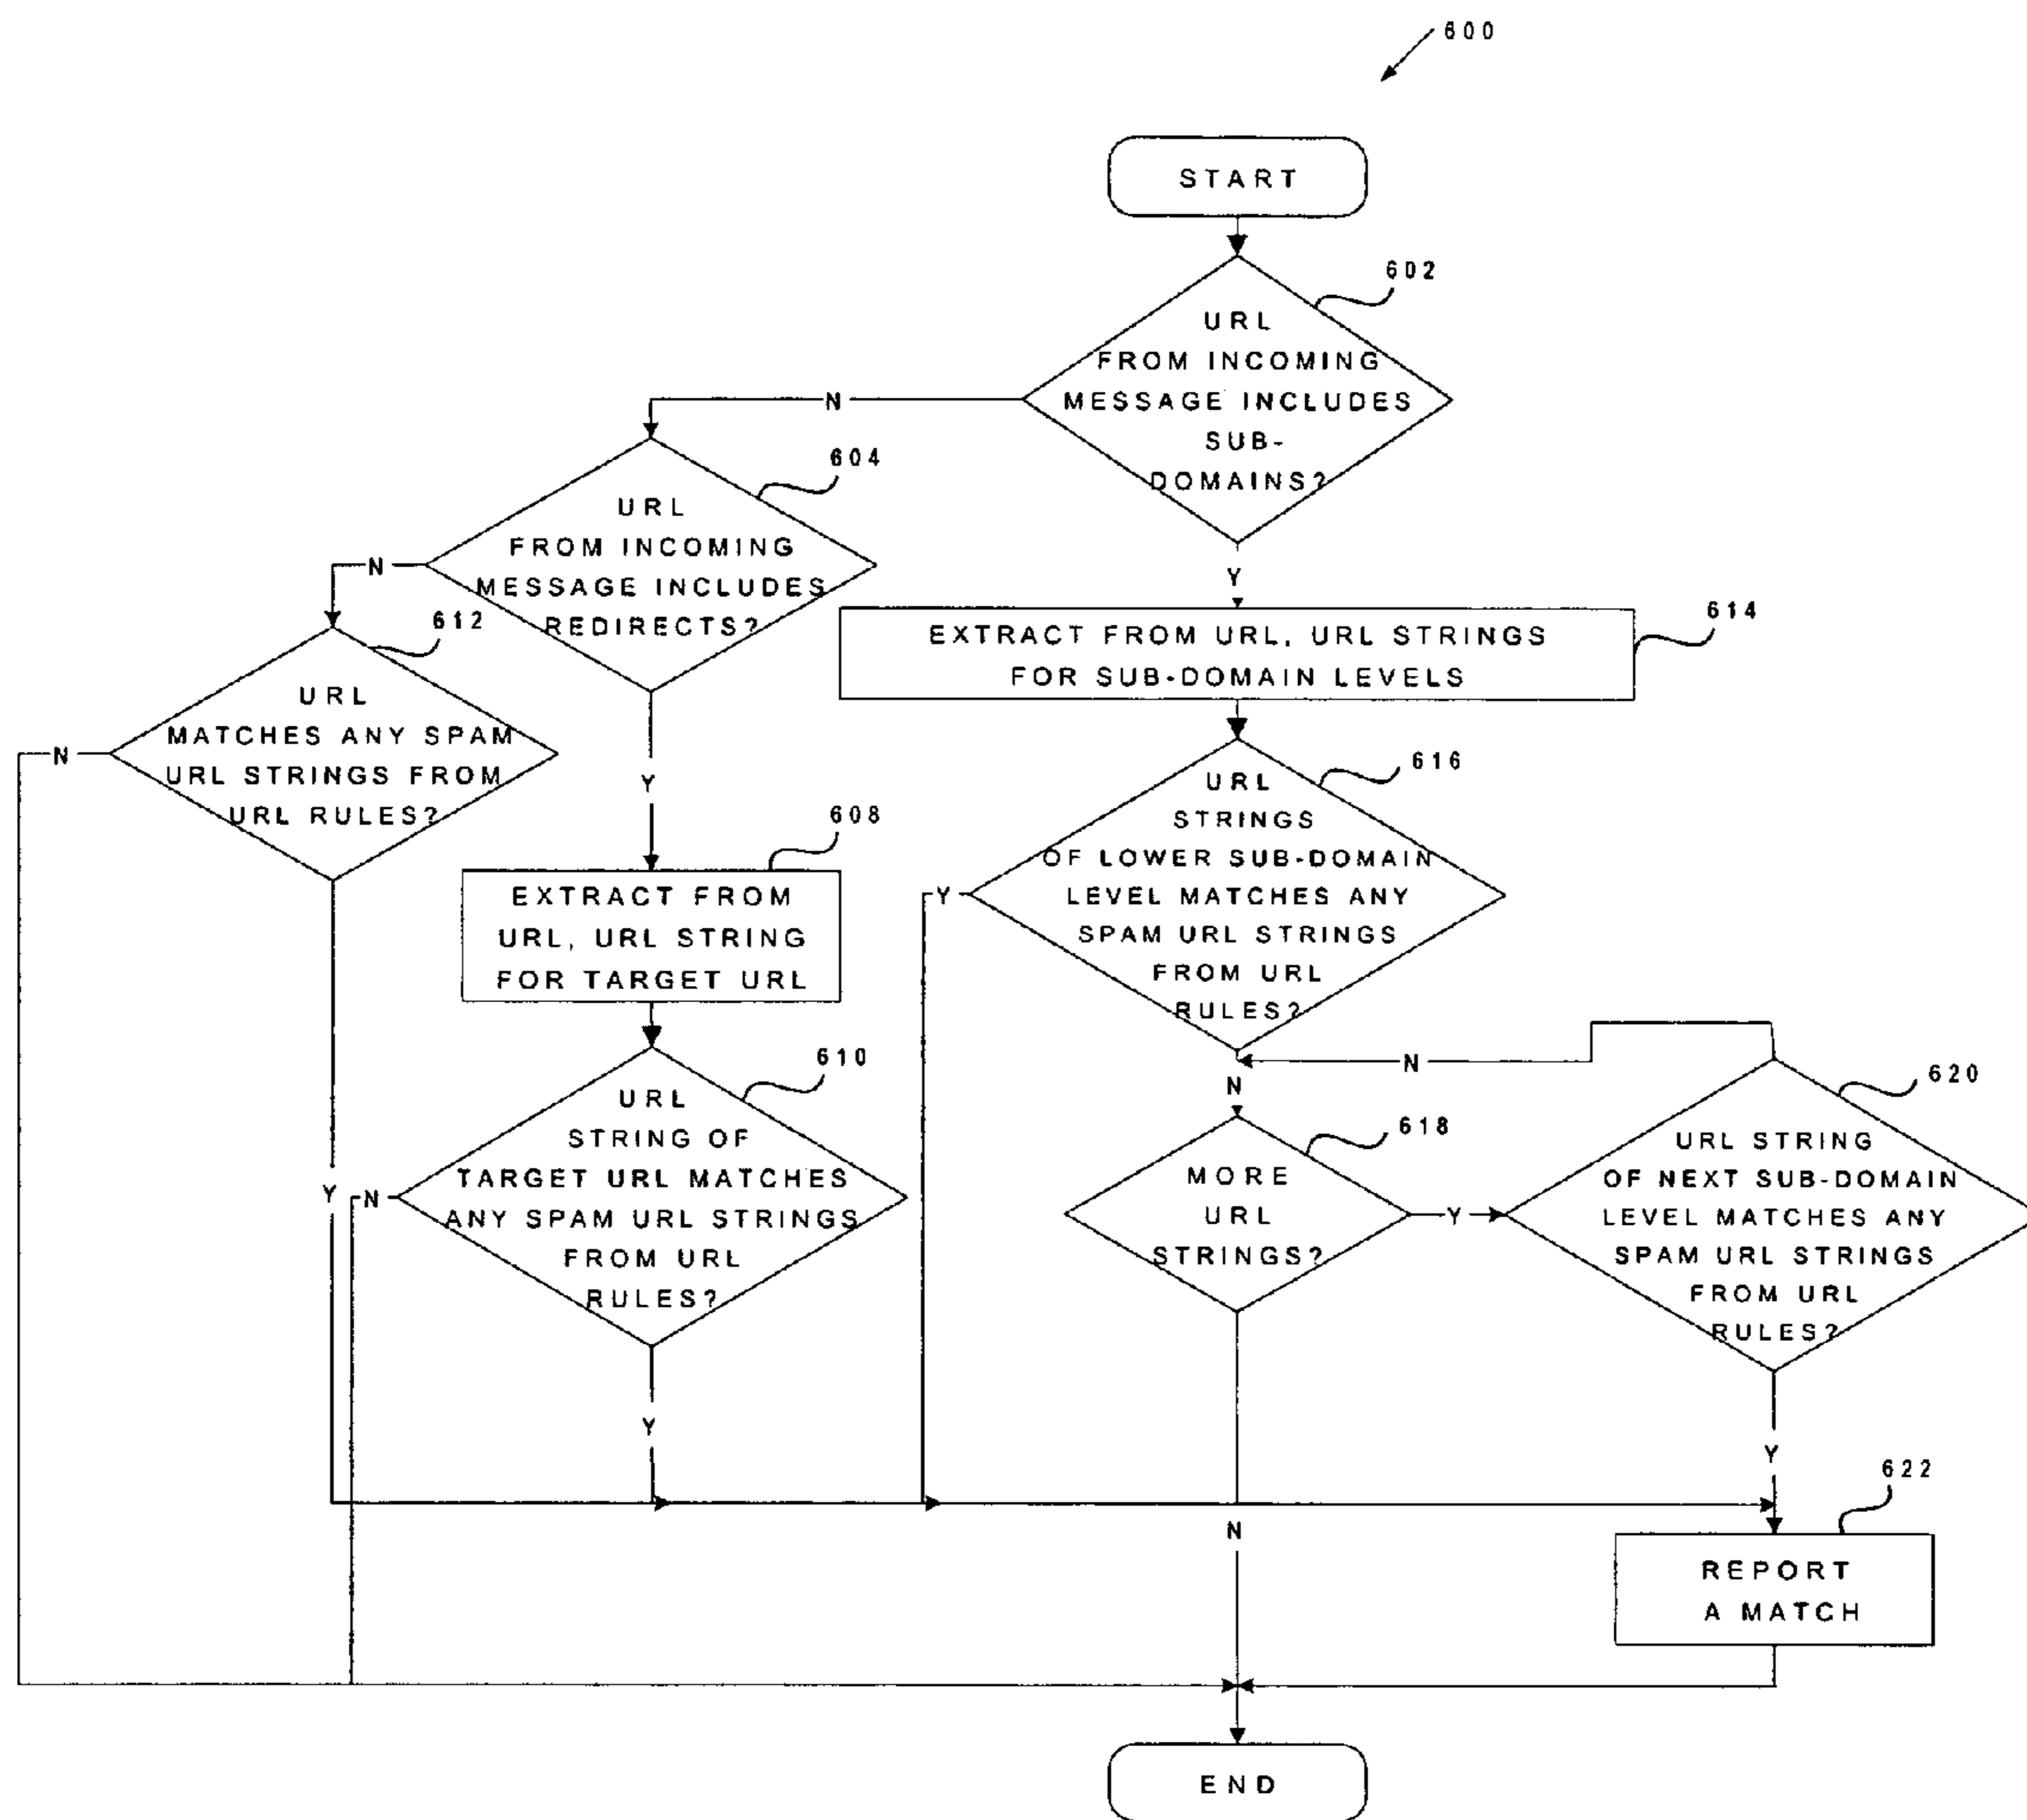 600
START
602
URL
FROM INCOMING
MESSAGE INCLUDES
SUB-
DOMAINS?
N
Y
604
URL
FROM INCOMING
MESSAGE INCLUDES
REDIRECTS?
N
Y
612
URL
MATCHES ANY SPAM
URL STRINGS FROM
URL RULES?
N
Y
608
EXTRACT FROM
URL, URL STRING
FOR TARGET URL
610
URL
STRING OF
TARGET URL MATCHES
ANY SPAM URL STRINGS
FROM URL
RULES?
N
Y
614
EXTRACT FROM URL, URL STRINGS
FOR SUB-DOMAIN LEVELS
616
URL
STRINGS
OF LOWER SUB-DOMAIN
LEVEL MATCHES ANY
SPAM URL STRINGS
FROM URL
RULES?
Y
N
618
MORE
URL
STRINGS?
Y
N
620
URL STRING
OF NEXT SUB-DOMAIN
LEVEL MATCHES ANY
SPAM URL STRINGS
FROM URL
RULES?
N
Y
622
REPORT
A MATCH
END